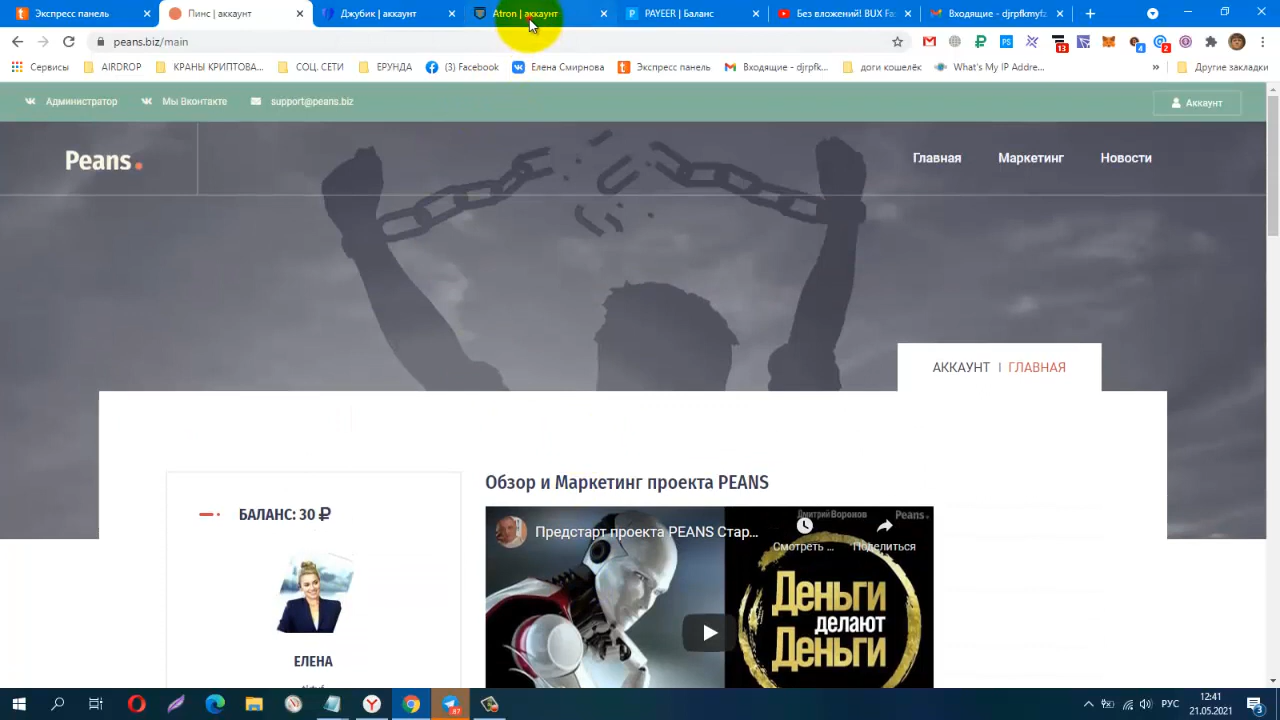 Экспресс панель
Пинс | аккаунт
Джубик | аккаунт
Atron | аккаунт
PAYEER | Баланс
Без вложений! BUX Fa
Входящие - djrpfkmyfz
peans.biz/main
13
4
2
Сервисы
AIRDROP
КРАНЫ КРИПТОВА...
СОЦ. СЕТИ
ЕРУНДА
(3) Facebook
Елена Смирнова
Экспресс панель
Входящие - djrpfk...
доги кошелёк
What's My IP Addre...
»
Другие закладки
Администратор
Мы Вконтакте
support@peans.biz
Аккаунт
Peans.
Главная
Маркетинг
Новости
АККАУНТ | ГЛАВНАЯ
Обзор и Маркетинг проекта PEANS
БАЛАНС: 30 ₽
Дмитрий Воронов
Peans.
Предстарт проекта PEANS Стар...
Смотреть ...
Поделиться
Деньги
делают
Деньги
ЕЛЕНА
РУС
12:41
21.05.2021
3